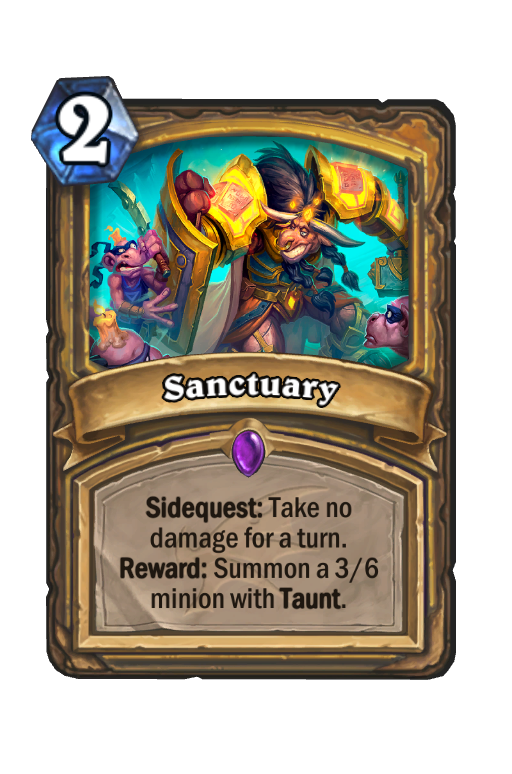 2
Sanctuary
Sidequest: Take no
damage for a turn.
Reward: Summon a 3/6
minion with Taunt.